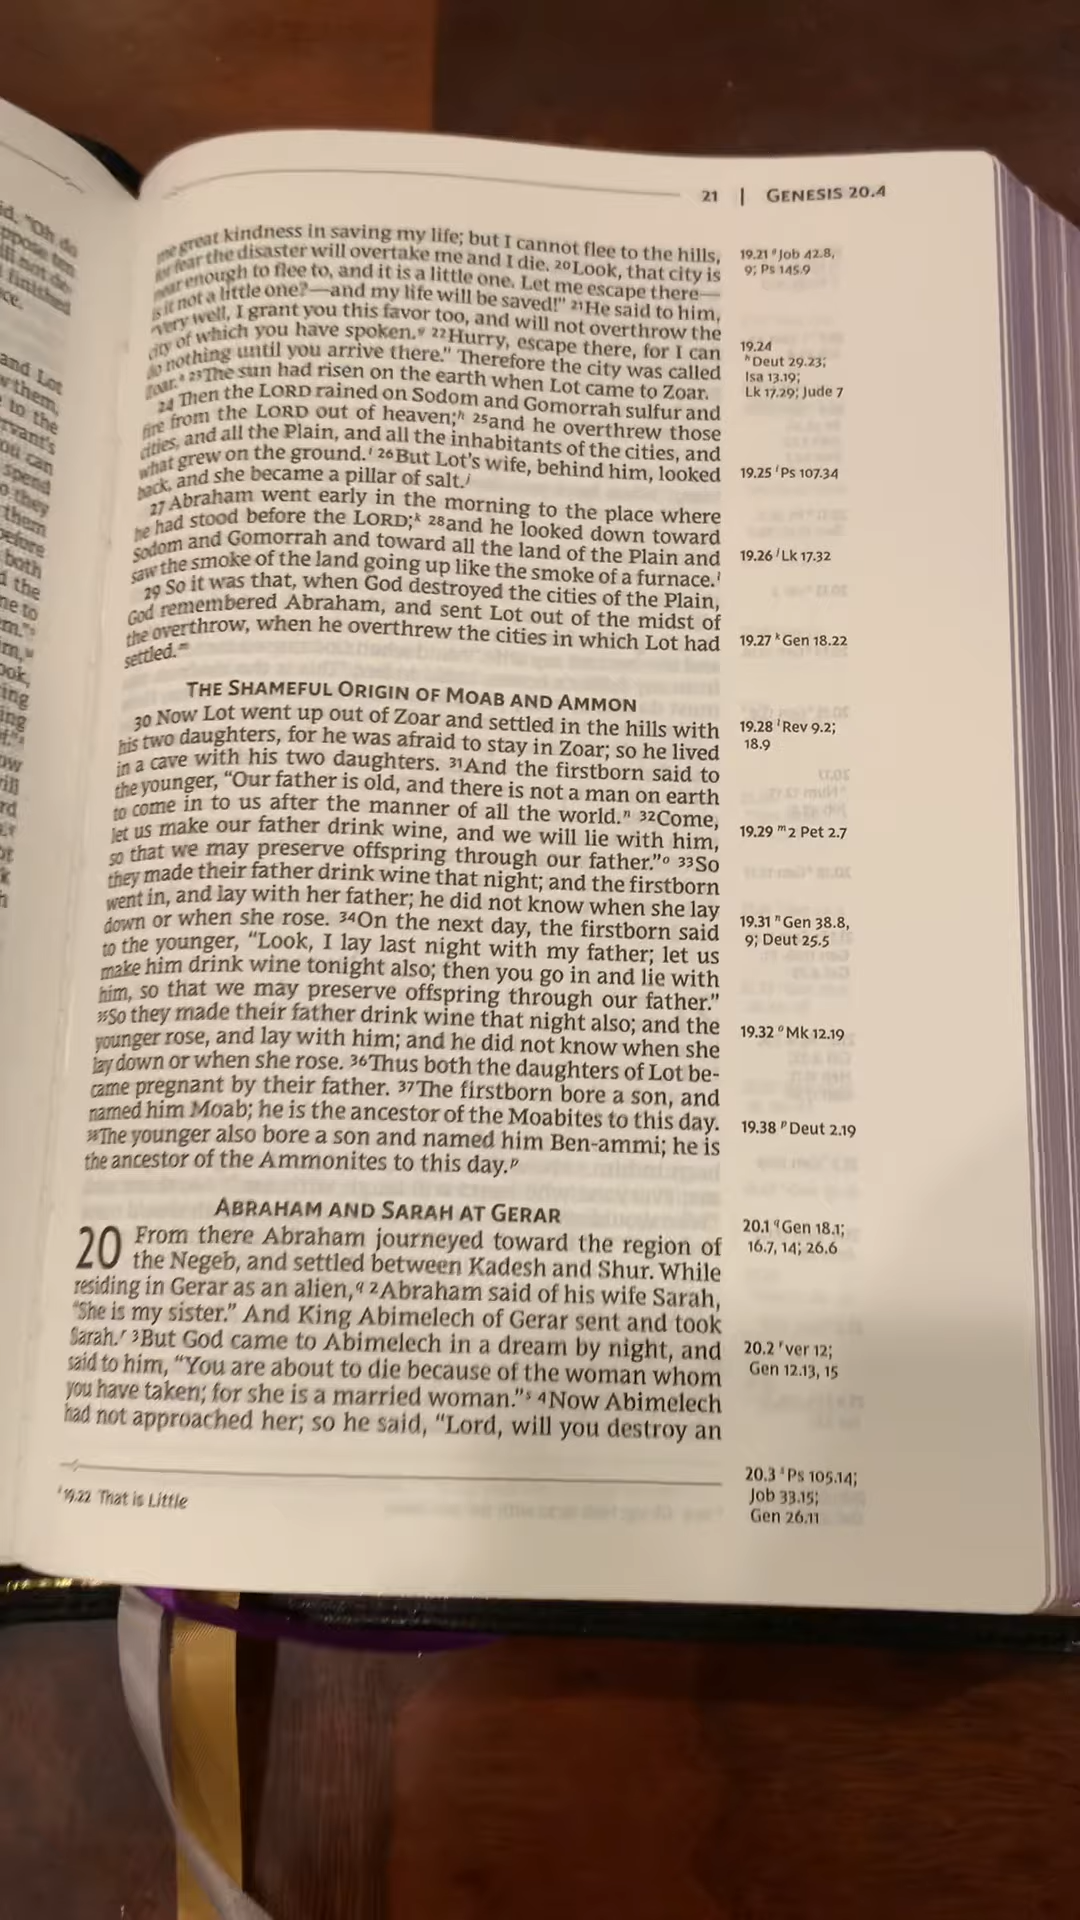 id. "Oh do
21 | GENESIS 20.4
me great kindness in saving my life; but I cannot flee to the hills,
for fear the disaster will overtake me and I die. 20Look, that city is
near enough to flee to, and it is a little one. Let me escape there—
is it not a little one?—and my life will be saved!" 21He said to him,
"Very well, I grant you this favor too, and will not overthrow the
city of which you have spoken.g 22Hurry, escape there, for I can
do nothing until you arrive there." Therefore the city was called
Zoar.s 23The sun had risen on the earth when Lot came to Zoar.
24 Then the LORD rained on Sodom and Gomorrah sulfur and
fire from the LORD out of heaven;h 25and he overthrew those
cities, and all the Plain, and all the inhabitants of the cities, and
what grew on the ground.i 26But Lot's wife, behind him, looked
back, and she became a pillar of salt.j
27 Abraham went early in the morning to the place where
he had stood before the LORD;k 28and he looked down toward
Sodom and Gomorrah and toward all the land of the Plain and
saw the smoke of the land going up like the smoke of a furnace.l
29 So it was that, when God destroyed the cities of the Plain,
God remembered Abraham, and sent Lot out of the midst of
the overthrow, when he overthrew the cities in which Lot had
settled.m
THE SHAMEFUL ORIGIN OF MOAB AND AMMON
30 Now Lot went up out of Zoar and settled in the hills with
his two daughters, for he was afraid to stay in Zoar; so he lived
in a cave with his two daughters. 31And the firstborn said to
the younger, "Our father is old, and there is not a man on earth
to come in to us after the manner of all the world.n 32Come,
let us make our father drink wine, and we will lie with him,
so that we may preserve offspring through our father."o 33So
they made their father drink wine that night; and the firstborn
went in, and lay with her father; he did not know when she lay
down or when she rose. 34On the next day, the firstborn said
to the younger, "Look, I lay last night with my father; let us
make him drink wine tonight also; then you go in and lie with
him, so that we may preserve offspring through our father."
35So they made their father drink wine that night also; and the
younger rose, and lay with him; and he did not know when she
lay down or when she rose. 36Thus both the daughters of Lot be-
came pregnant by their father. 37The firstborn bore a son, and
named him Moab; he is the ancestor of the Moabites to this day.
38The younger also bore a son and named him Ben-ammi; he is
the ancestor of the Ammonites to this day.p
ABRAHAM AND SARAH AT GERAR
20 From there Abraham journeyed toward the region of
the Negeb, and settled between Kadesh and Shur. While
residing in Gerar as an alien,q 2Abraham said of his wife Sarah,
"She is my sister." And King Abimelech of Gerar sent and took
Sarah.r 3But God came to Abimelech in a dream by night, and
said to him, "You are about to die because of the woman whom
you have taken; for she is a married woman."s 4Now Abimelech
had not approached her; so he said, "Lord, will you destroy an
19.22 That is Little
19.21 g Job 42.8,
9; Ps 145.9
19.24
h Deut 29.23;
Isa 13.19;
Lk 17.29; Jude 7
19.25 i Ps 107.34
19.26 j Lk 17.32
19.27 k Gen 18.22
19.28 l Rev 9.2;
18.9
19.29 m 2 Pet 2.7
19.31 n Gen 38.8,
9; Deut 25.5
19.32 o Mk 12.19
19.38 p Deut 2.19
20.1 q Gen 18.1;
16.7, 14; 26.6
20.2 r ver 12;
Gen 12.13, 15
20.3 s Ps 105.14;
Job 33.15;
Gen 26.11